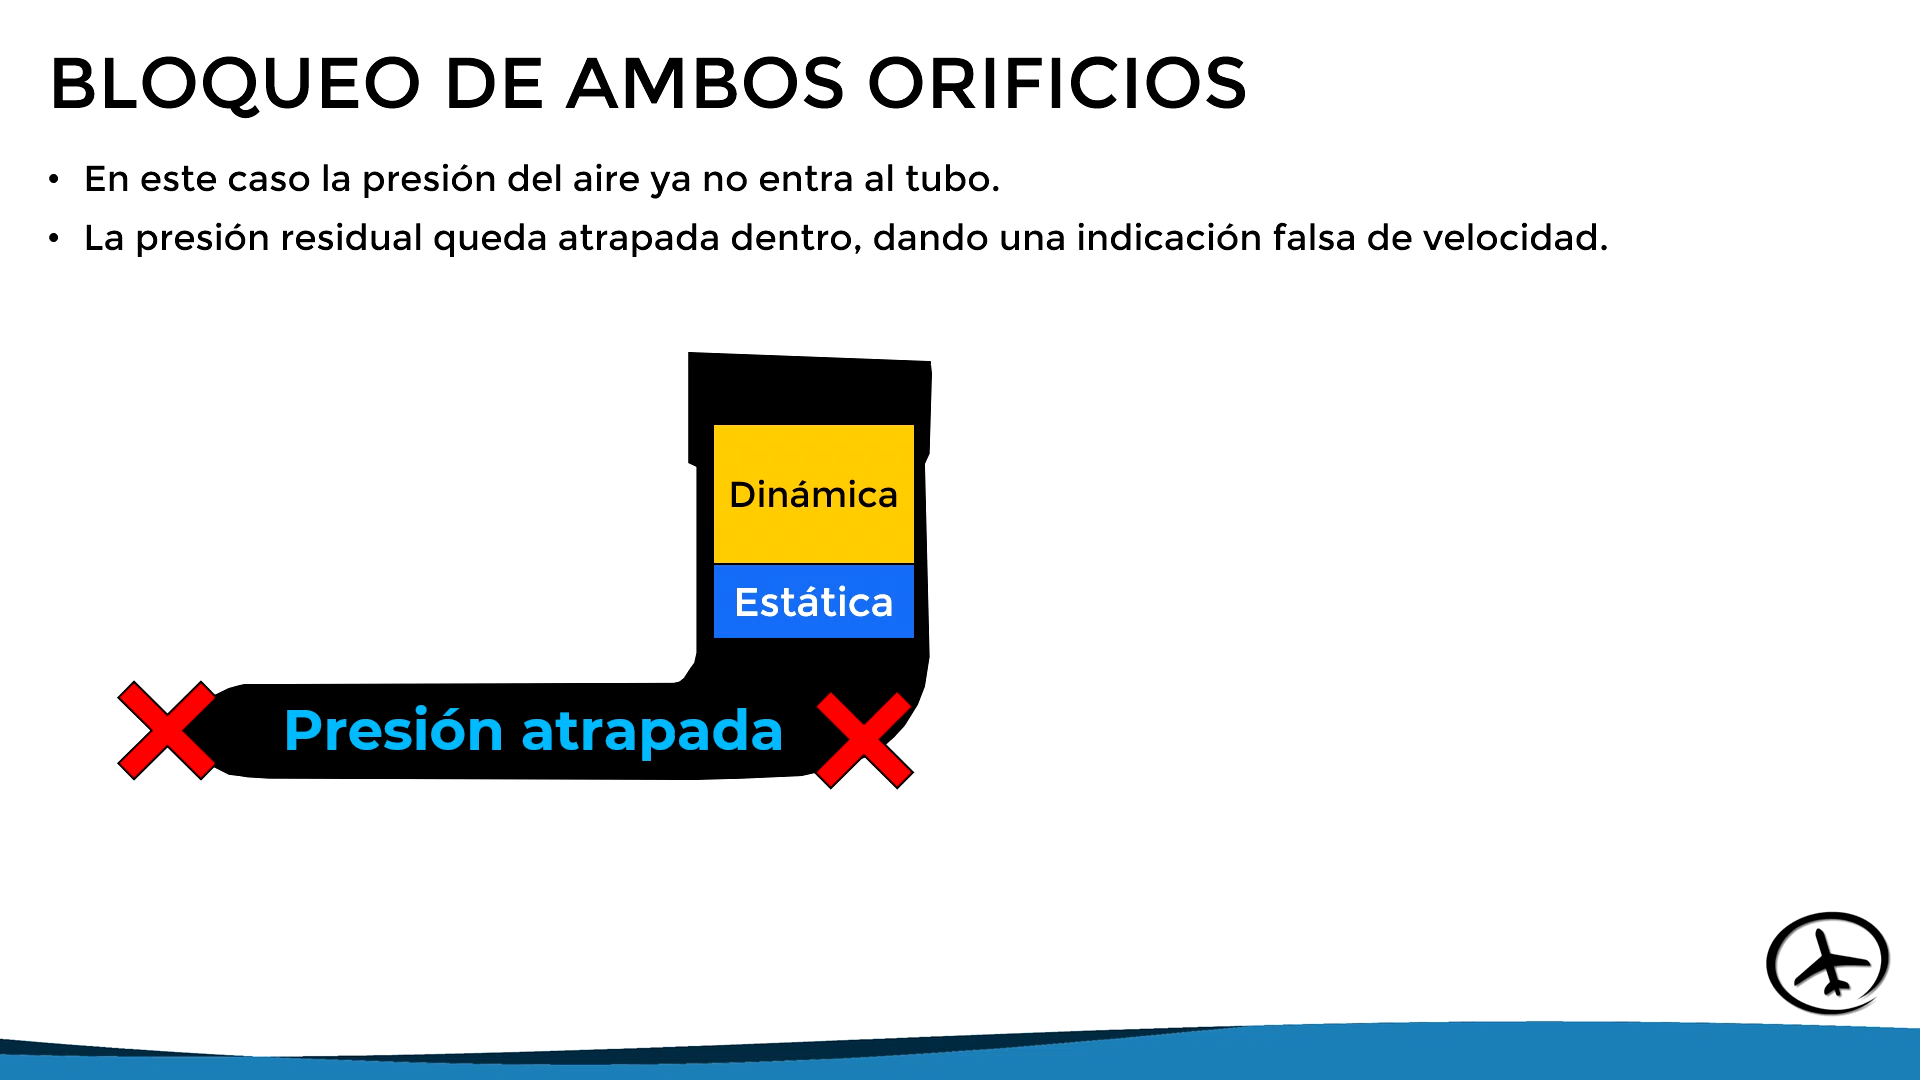 BLOQUEO DE AMBOS ORIFICIOS
• En este caso la presión del aire ya no entra al tubo.
• La presión residual queda atrapada dentro, dando una indicación falsa de velocidad.
Dinámica
Estática
Presión atrapada